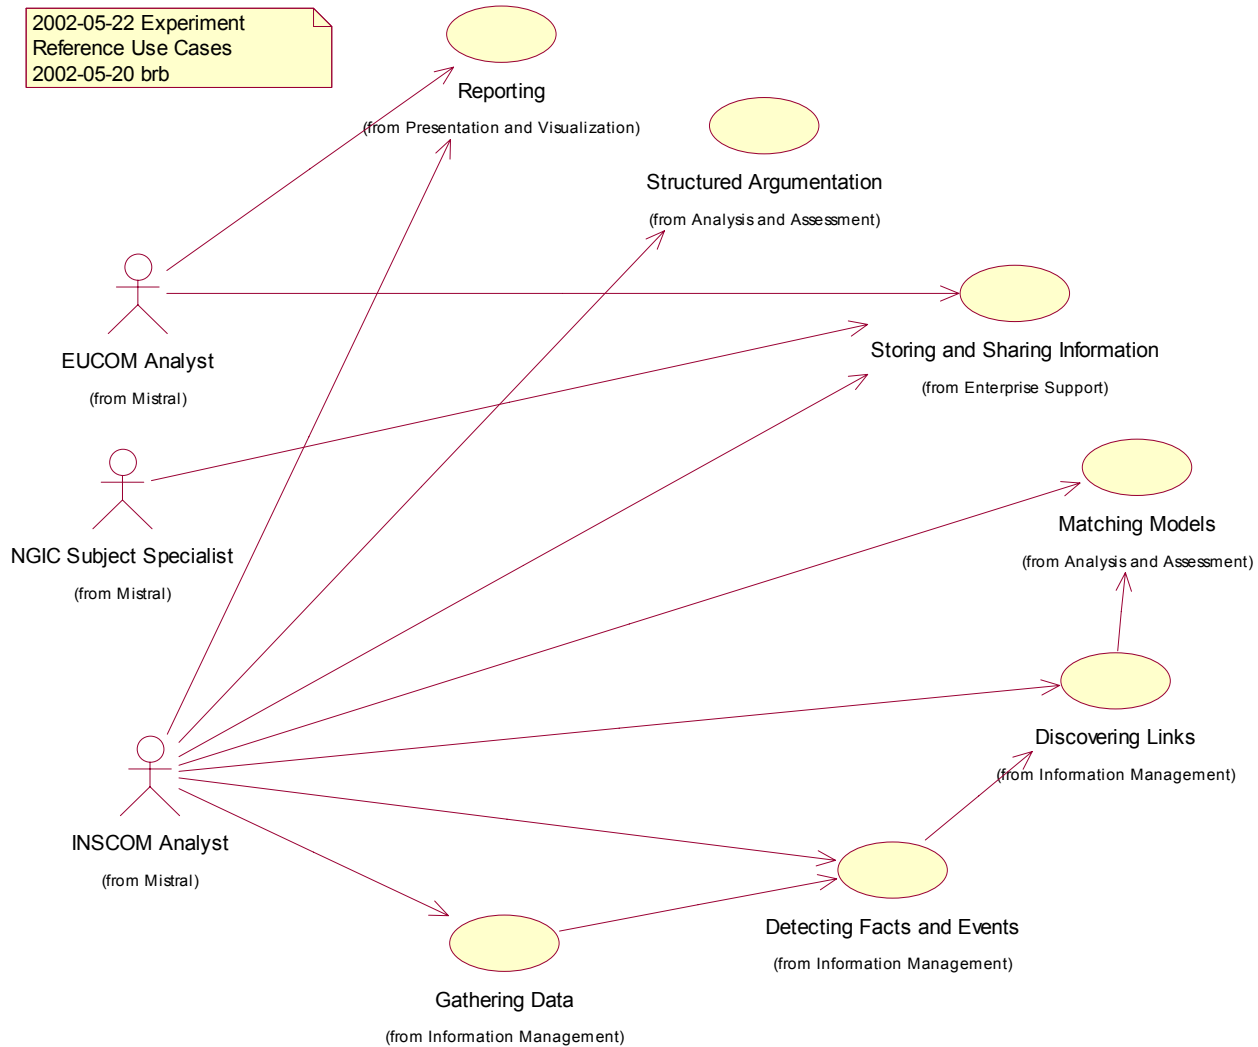 2002-05-22 Experiment
Reference Use Cases
2002-05-20 brb
Reporting
(from Presentation and Visualization)
Structured Argumentation
(from Analysis and Assessment)
EUCOM Analyst
(from Mistral)
Storing and Sharing Information
(from Enterprise Support)
NGIC Subject Specialist
(from Mistral)
Matching Models
(from Analysis and Assessment)
Discovering Links
(from Information Management)
INSCOM Analyst
(from Mistral)
Detecting Facts and Events
(from Information Management)
Gathering Data
(from Information Management)